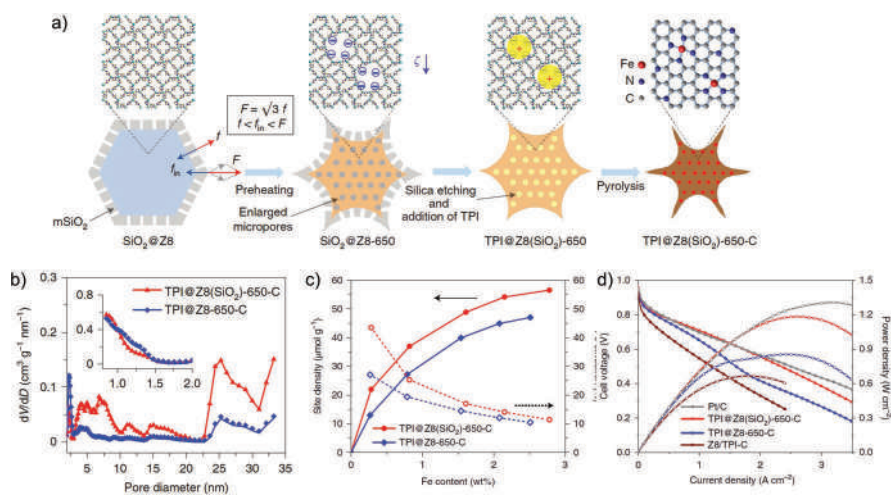 a)
F = √3 f
f < f_in < F
f
f_in
F
ζ
Fe
N
C
mSiO₂
Preheating
Enlarged
micropores
Silica etching
and
addition of TPI
Pyrolysis
SiO₂@Z8
SiO₂@Z8-650
TPI@Z8(SiO₂)-650
TPI@Z8(SiO₂)-650-C
b)
dV/dD (cm³ g⁻¹ nm⁻¹)
0.3
0.2
0.1
0
TPI@Z8(SiO₂)-650-C
TPI@Z8-650-C
0.8
0.4
0
1.0
1.5
2.0
2.5
5
10
15
20
25
30
35
Pore diameter (nm)
c)
Site density (μmol g⁻¹)
60
50
40
30
20
10
0
60
50
40
30
20
10
0
TPI@Z8(SiO₂)-650-C
TPI@Z8-650-C
0
1
2
3
Fe content (wt%)
d)
Cell voltage (V)
1.0
0.8
0.6
0.4
0.2
0
1.5
1.2
0.9
0.6
0.3
0
Power density (W cm⁻²)
Pt/C
TPI@Z8(SiO₂)-650-C
TPI@Z8-650-C
Z8/TPI-C
0
1
2
3
Current density (A cm⁻²)